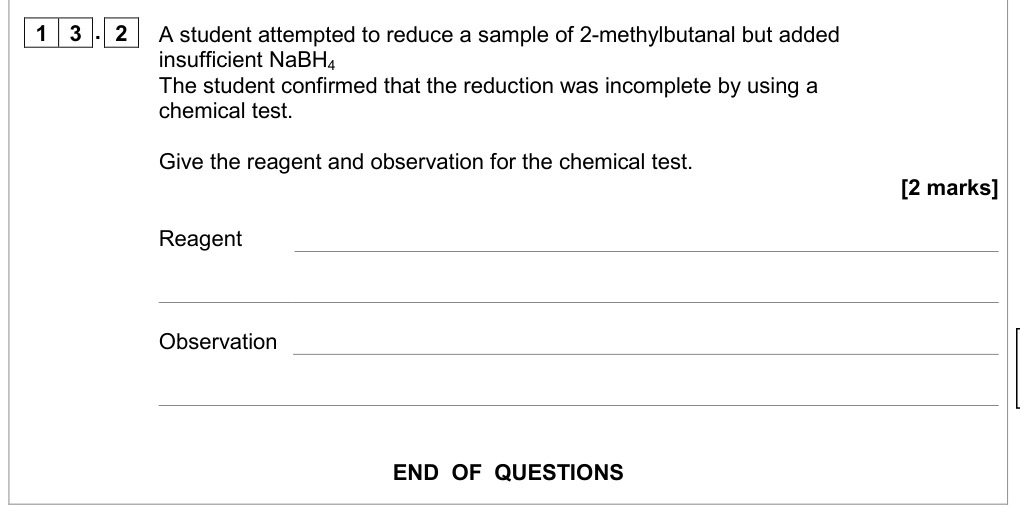 13.2 A student attempted to reduce a sample of 2-methylbutanal but added
insufficient NaBH₄
The student confirmed that the reduction was incomplete by using a
chemical test.
Give the reagent and observation for the chemical test.
[2 marks]
Reagent
Observation
END OF QUESTIONS